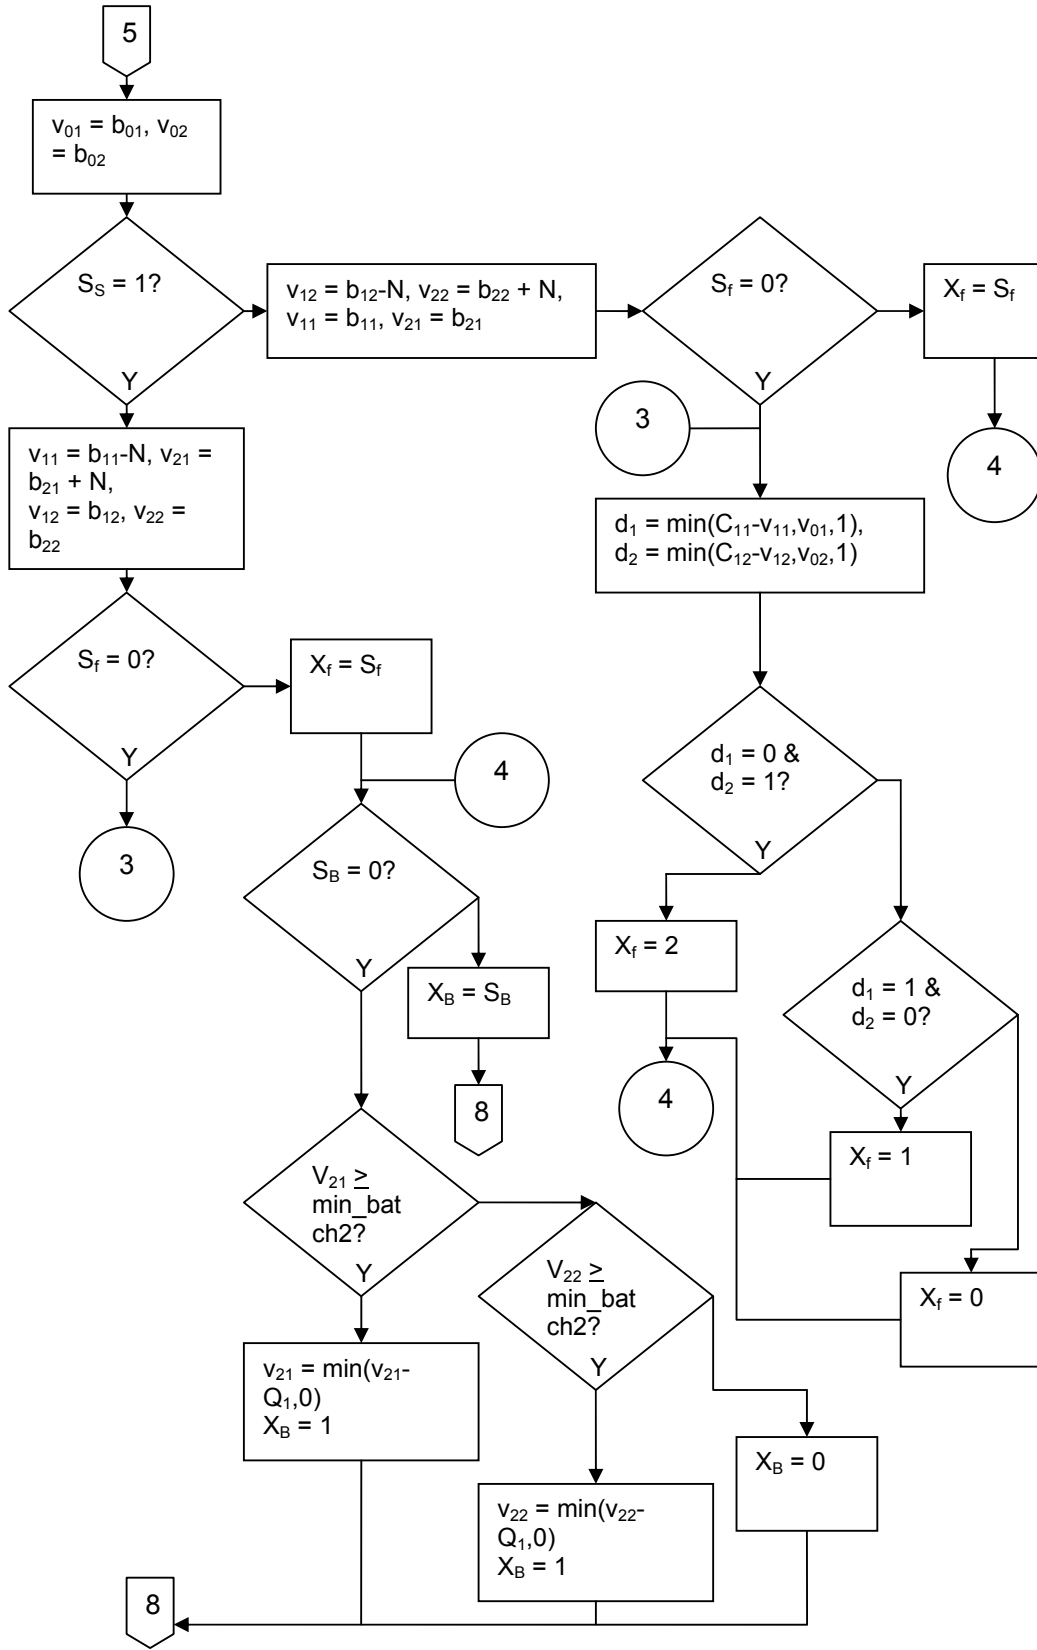 5
v01 = b01, v02
= b02
SS = 1?
Y
v12 = b12-N, v22 = b22 + N,
v11 = b11, v21 = b21
Sf = 0?
Y
Xf = Sf
4
3
v11 = b11-N, v21 =
b21 + N,
v12 = b12, v22 =
b22
d1 = min(C11-v11,v01,1),
d2 = min(C12-v12,v02,1)
Sf = 0?
Y
Xf = Sf
4
3
d1 = 0 &
d2 = 1?
Y
SB = 0?
Y
XB = SB
8
Xf = 2
4
d1 = 1 &
d2 = 0?
Y
Xf = 1
Xf = 0
V21 ≥
min_bat
ch2?
Y
V22 ≥
min_bat
ch2?
Y
v21 = min(v21-
Q1,0)
XB = 1
v22 = min(v22-
Q1,0)
XB = 1
XB = 0
8